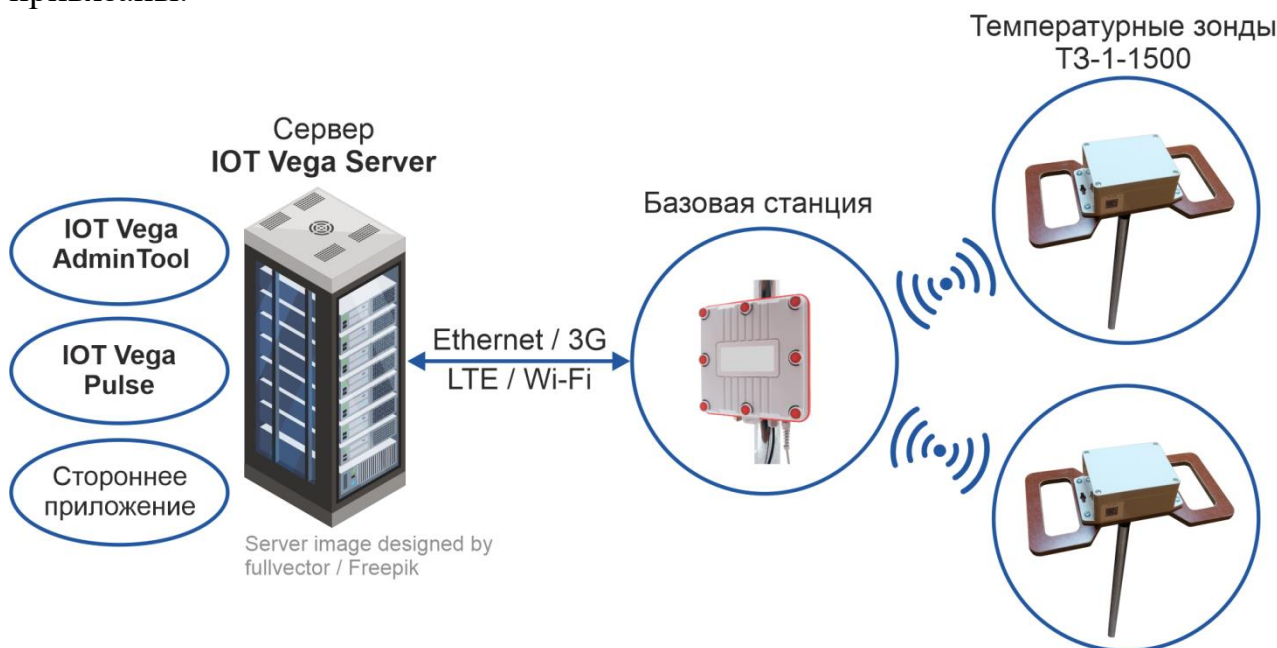 Температурные зонды
ТЗ-1-1500
Сервер
IOT Vega Server
Базовая станция
IOT Vega
AdminTool
IOT Vega
Pulse
Стороннее
приложение
Ethernet / 3G
LTE / Wi-Fi
Server image designed by
fullvector / Freepik